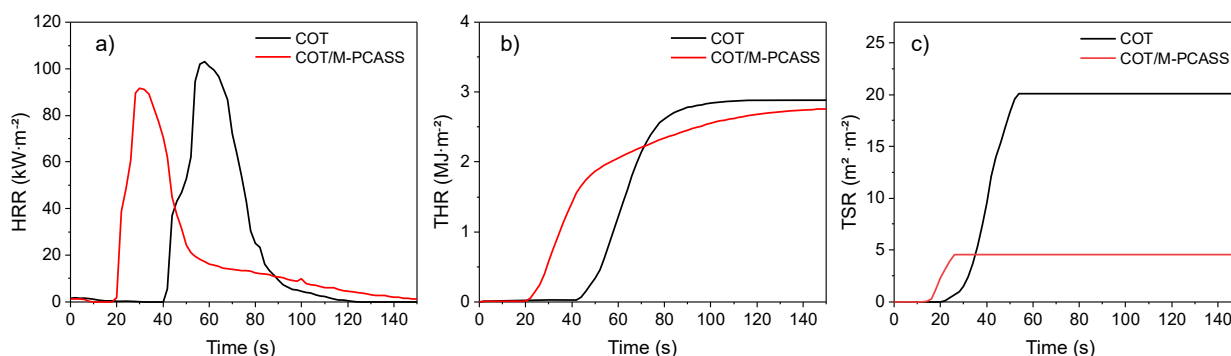 a)
COT
COT/M-PCASS
HRR (kW·m⁻²)
120
100
80
60
40
20
0
0 20 40 60 80 100 120 140
Time (s)
b)
COT
COT/M-PCASS
THR (MJ·m⁻²)
4
3
2
1
0
0 20 40 60 80 100 120 140
Time (s)
c)
COT
COT/M-PCASS
TSR (m² ·m⁻²)
25
20
15
10
5
0
0 20 40 60 80 100 120 140
Time (s)